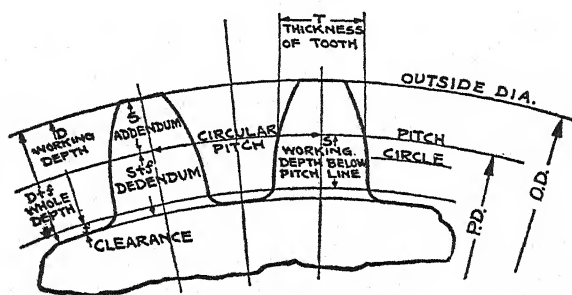 T
THICKNESS
OF TOOTH
OUTSIDE DIA.
D
WORKING
DEPTH
S
ADDENDUM
CIRCULAR
PITCH
S
WORKING
DEPTH BELOW
PITCH LINE
PITCH
CIRCLE
D+f
WHOLE
DEPTH
S+f
DEDENDUM
f
CLEARANCE
P.D.
O.D.